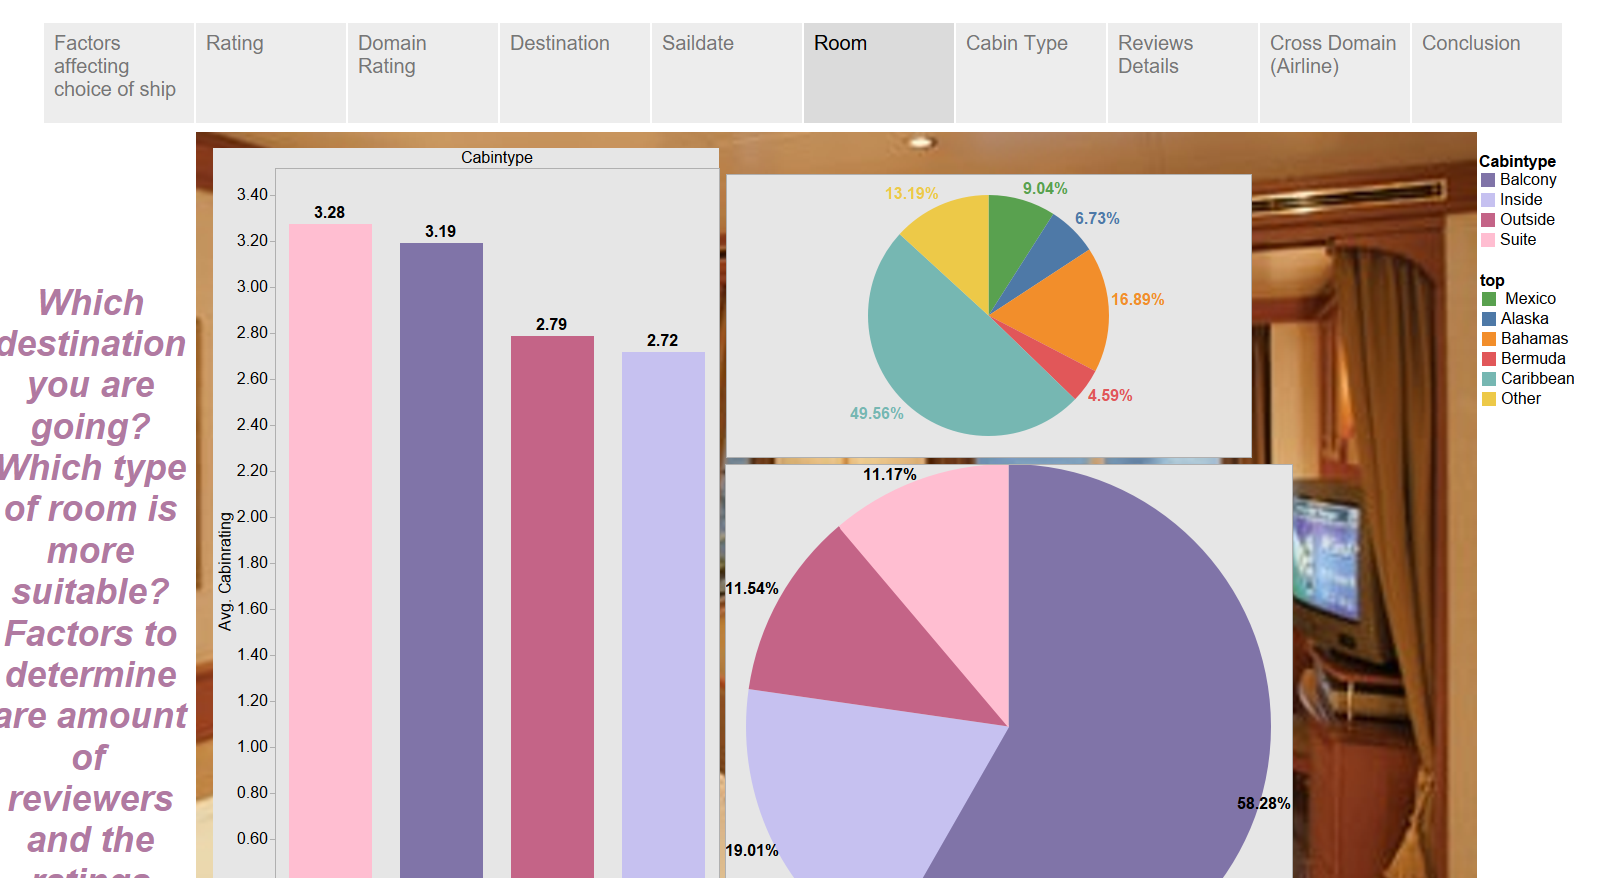 Factors
affecting
choice of ship
Rating
Domain
Rating
Destination
Saildate
Room
Cabin Type
Reviews
Details
Cross Domain
(Airline)
Conclusion
Which
destination
you are
going?
Which type
of room is
more
suitable?
Factors to
determine
are amount
of
reviewers
and the
ratings
Cabintype
Avg. Cabinrating
3.40
3.20
3.00
2.80
2.60
2.40
2.20
2.00
1.80
1.60
1.40
1.20
1.00
0.80
0.60
3.28
3.19
2.79
2.72
13.19%
9.04%
6.73%
16.89%
4.59%
49.56%
11.17%
11.54%
19.01%
58.28%
Cabintype
Balcony
Inside
Outside
Suite
top
Mexico
Alaska
Bahamas
Bermuda
Caribbean
Other